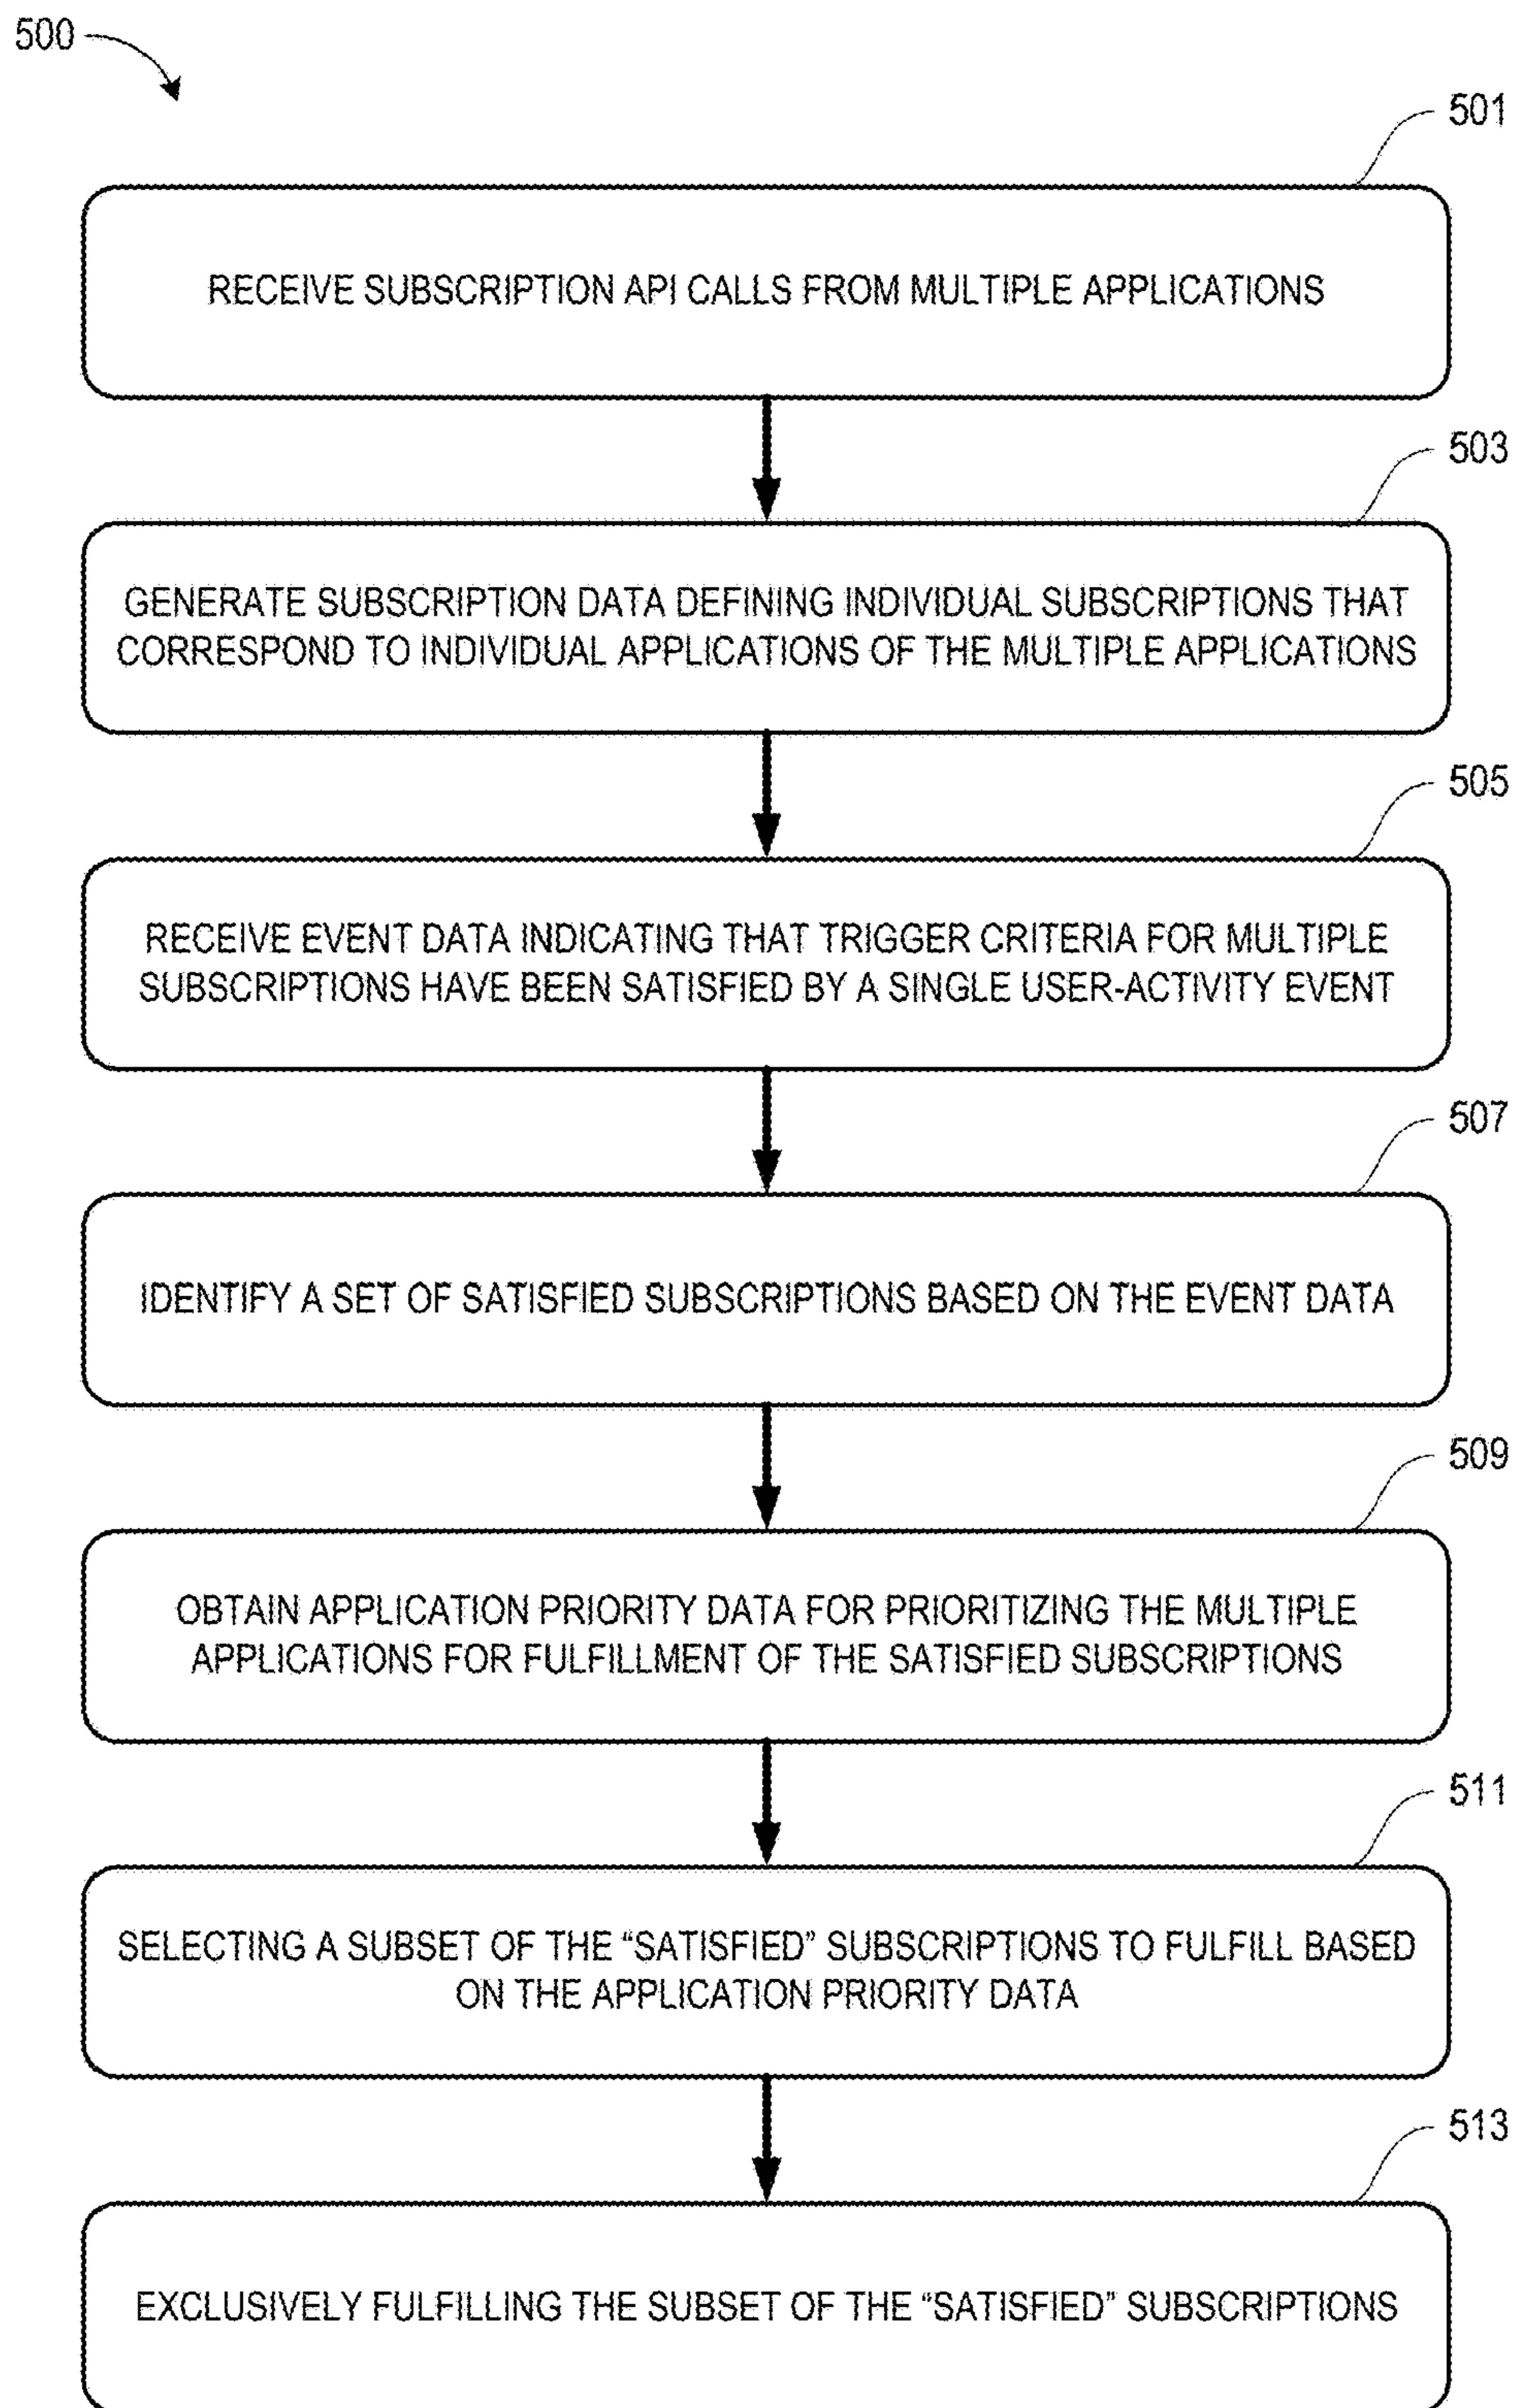 500
501
RECEIVE SUBSCRIPTION API CALLS FROM MULTIPLE APPLICATIONS
503
GENERATE SUBSCRIPTION DATA DEFINING INDIVIDUAL SUBSCRIPTIONS THAT
CORRESPOND TO INDIVIDUAL APPLICATIONS OF THE MULTIPLE APPLICATIONS
505
RECEIVE EVENT DATA INDICATING THAT TRIGGER CRITERIA FOR MULTIPLE
SUBSCRIPTIONS HAVE BEEN SATISFIED BY A SINGLE USER-ACTIVITY EVENT
507
IDENTIFY A SET OF SATISFIED SUBSCRIPTIONS BASED ON THE EVENT DATA
509
OBTAIN APPLICATION PRIORITY DATA FOR PRIORITIZING THE MULTIPLE
APPLICATIONS FOR FULFILLMENT OF THE SATISFIED SUBSCRIPTIONS
511
SELECTING A SUBSET OF THE “SATISFIED” SUBSCRIPTIONS TO FULFILL BASED
ON THE APPLICATION PRIORITY DATA
513
EXCLUSIVELY FULFILLING THE SUBSET OF THE “SATISFIED” SUBSCRIPTIONS